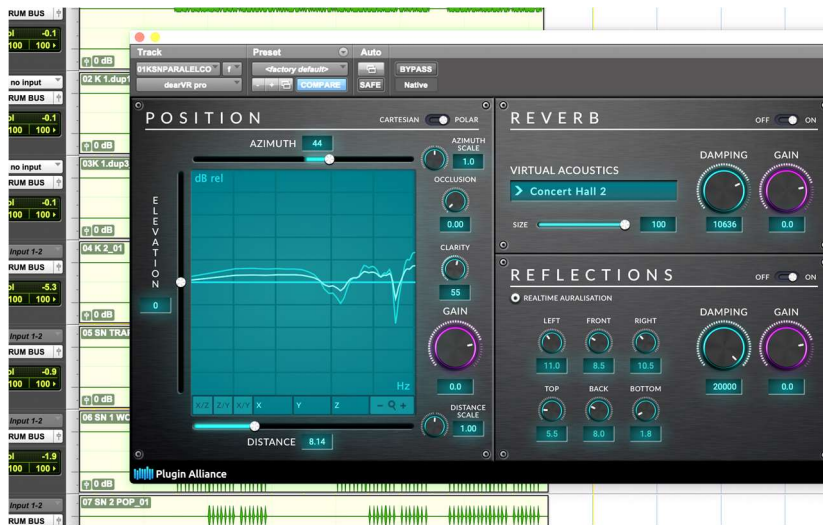 RUM BUS
-0.1
100 100
0 dB
no input
02 K 1.dup1
RUM BUS
-0.1
100 100
0 dB
no input
03K 1.dup3
RUM BUS
-0.1
100 100
0 dB
Input 1-2
04 K 2_01
RUM BUS
-5.3
100 100
Input 1-2
05 SN TRA
RUM BUS
-0.9
100 100
0 dB
Input 1-2
06 SN 1 WO
RUM BUS
-1.9
100 100
0 dB
Input 1-2
07 SN 2 POP_01
RUM BUS
Track Preset Auto
01KSNPARALELCO f <factory default> BYPASS
dearVR pro - + COMPARE SAFE Native
POSITION
CARTESIAN POLAR
AZIMUTH 44
AZIMUTH SCALE
1.0
dB rel
OCCLUSION
0.00
ELEVATION
0
CLARITY
55
GAIN
0.0
Hz
X/Z Z/Y X/Y X Y Z - +
DISTANCE SCALE
1.00
DISTANCE 8.14
Plugin Alliance
REVERB
OFF ON
VIRTUAL ACOUSTICS
Concert Hall 2
SIZE 100
DAMPING GAIN
10636 0.0
REFLECTIONS
OFF ON
REALTIME AURALISATION
LEFT FRONT RIGHT
11.0 8.5 10.5
TOP BACK BOTTOM
5.5 8.0 1.8
DAMPING GAIN
20000 0.0